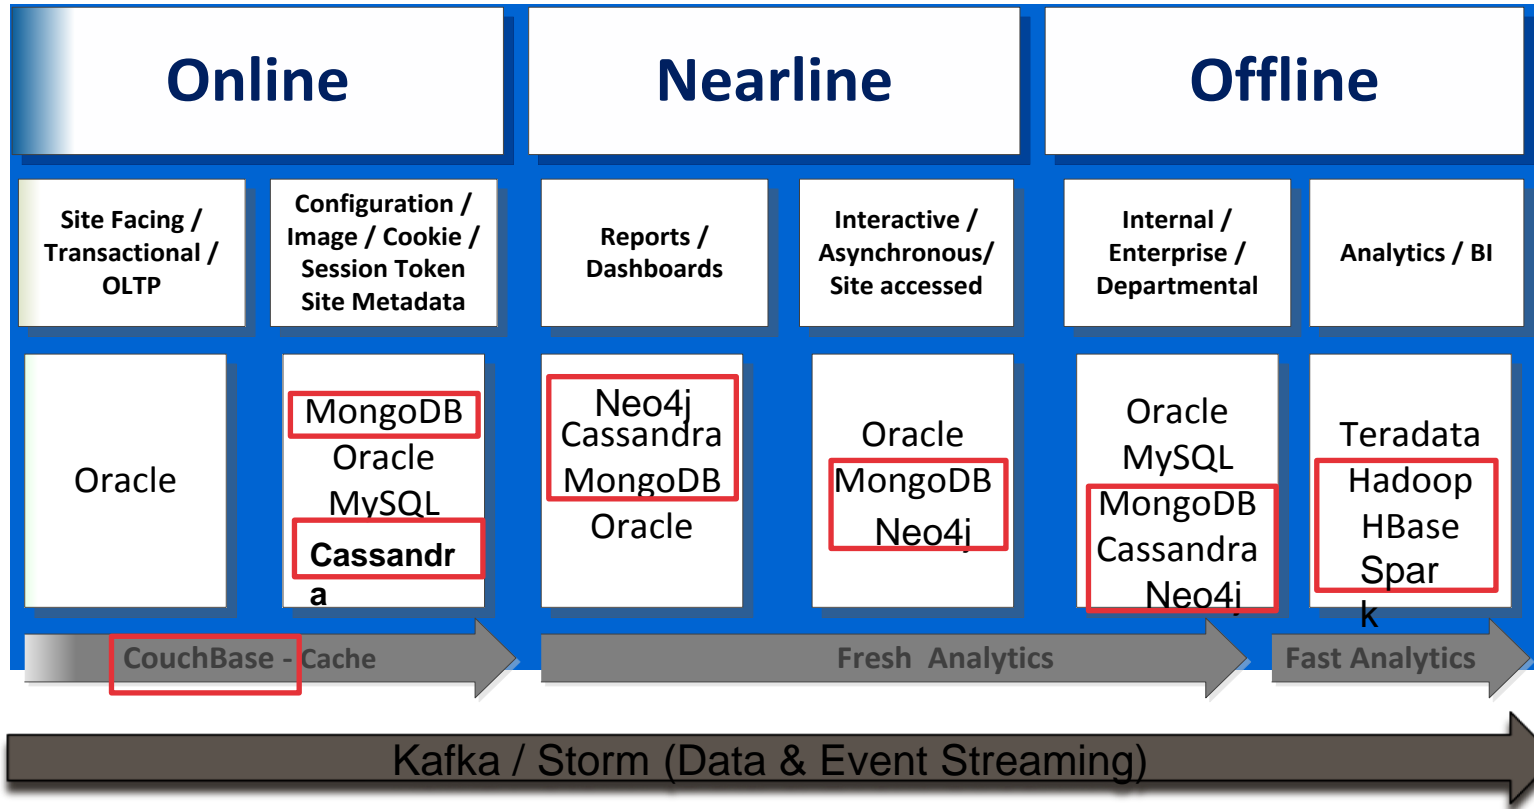 Online
Nearline
Offline
Site Facing /
Transactional /
OLTP
Configuration /
Image / Cookie /
Session Token
Site Metadata
Reports /
Dashboards
Interactive /
Asynchronous/
Site accessed
Internal /
Enterprise /
Departmental
Analytics / BI
Oracle
MongoDB
Oracle
MySQL
Cassandr
a
Neo4j
Cassandra
MongoDB
Oracle
Oracle
MongoDB
Neo4j
Oracle
MySQL
MongoDB
Cassandra
Neo4j
Teradata
Hadoop
HBase
Spar
k
CouchBase - Cache
Fresh Analytics
Fast Analytics
Kafka / Storm (Data & Event Streaming)